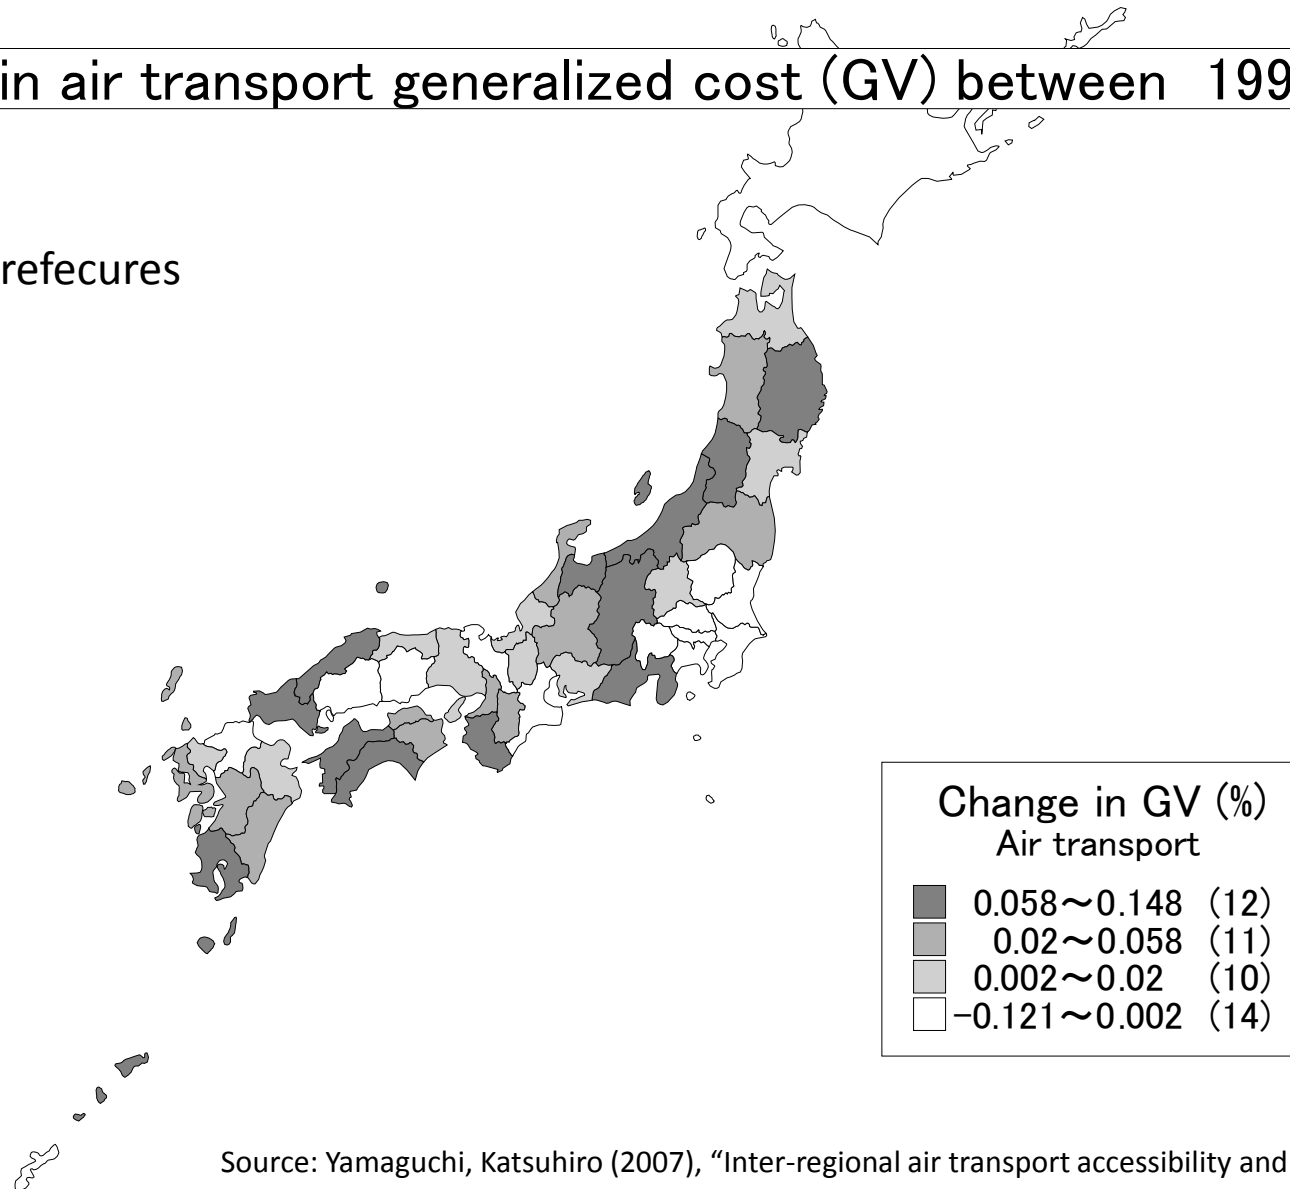 in air transport generalized cost (GV) between 199
refecures
Change in GV (%)
Air transport
0.058～0.148 (12)
0.02～0.058 (11)
0.002～0.02 (10)
-0.121～0.002 (14)
Source: Yamaguchi, Katsuhiro (2007), “Inter-regional air transport accessibility and